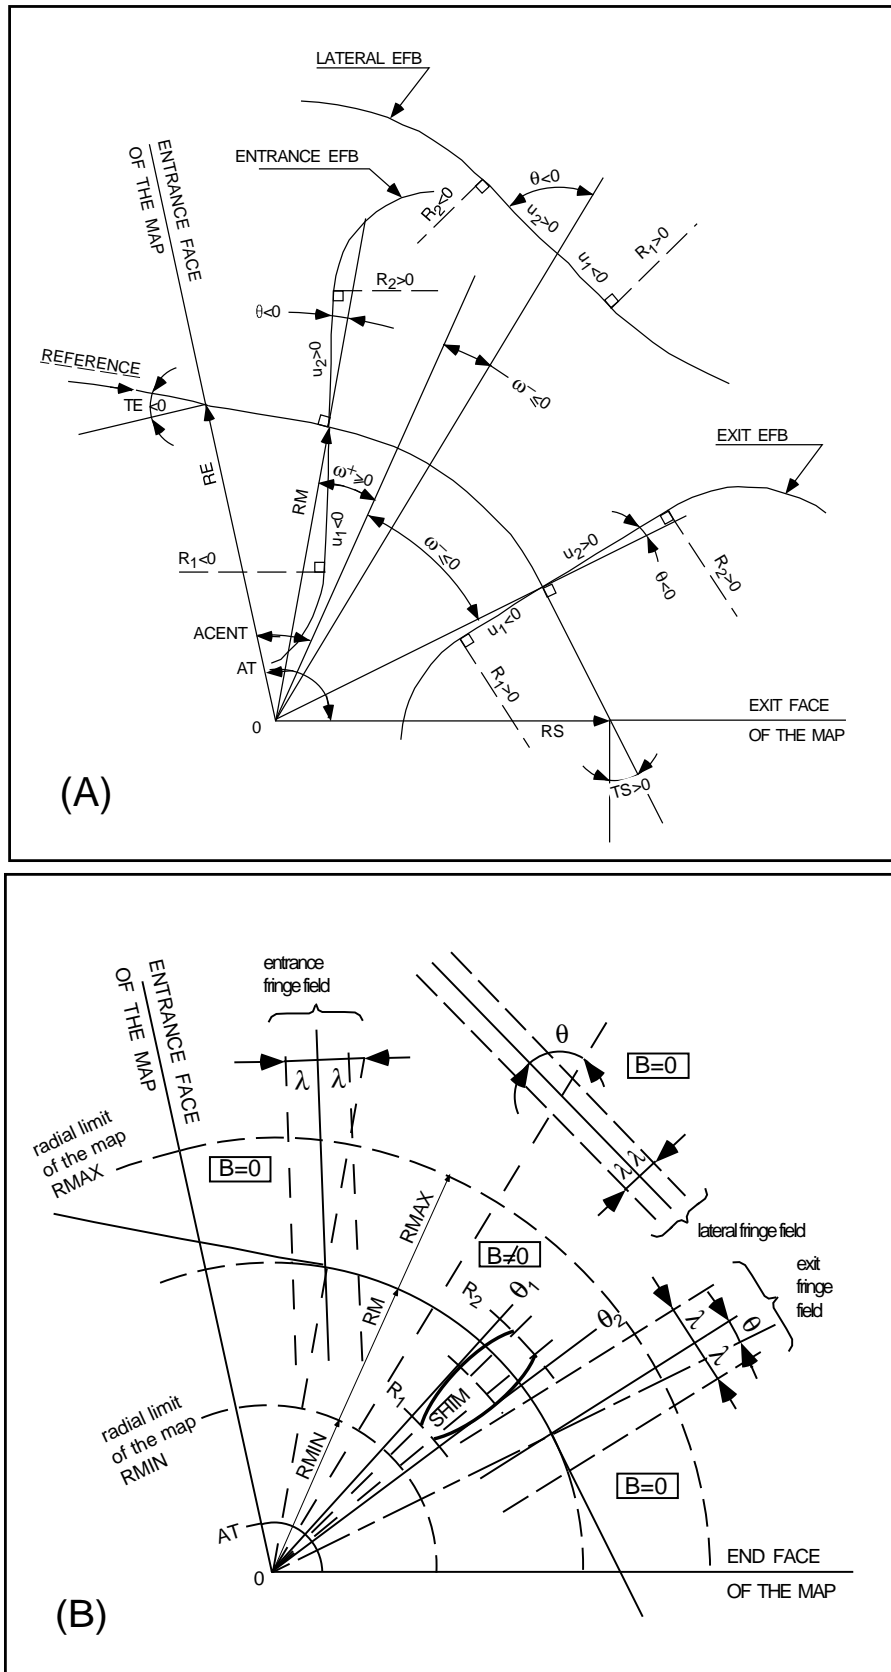 LATERAL EFB
ENTRANCE EFB
ENTRANCE FACE
OF THE MAP
R2<0
θ<0
u2>0
R1>0
u1<0
R2>0
θ<0
u2>0
REFERENCE
TE <0
ω⁻≤0
EXIT EFB
RE
RM
ω⁺≥0
u1<0
R1<0
ω⁻≤0
u2>0
θ<0
R2>0
u1<0
R1>0
ACENT
AT
0
RS
EXIT FACE
OF THE MAP
TS>0
(A)
entrance
fringe field
ENTRANCE FACE
OF THE MAP
λ
λ
θ
B=0
radial limit
of the map
RMAX
B=0
λ
λ
lateral fringe field
RMAX
B≠0
exit
fringe
field
R2
θ1
θ2
RM
λ
λ
θ
R1
SHIM
radial limit
of the map
RMIN
RMIN
B=0
AT
0
END FACE
OF THE MAP
(B)